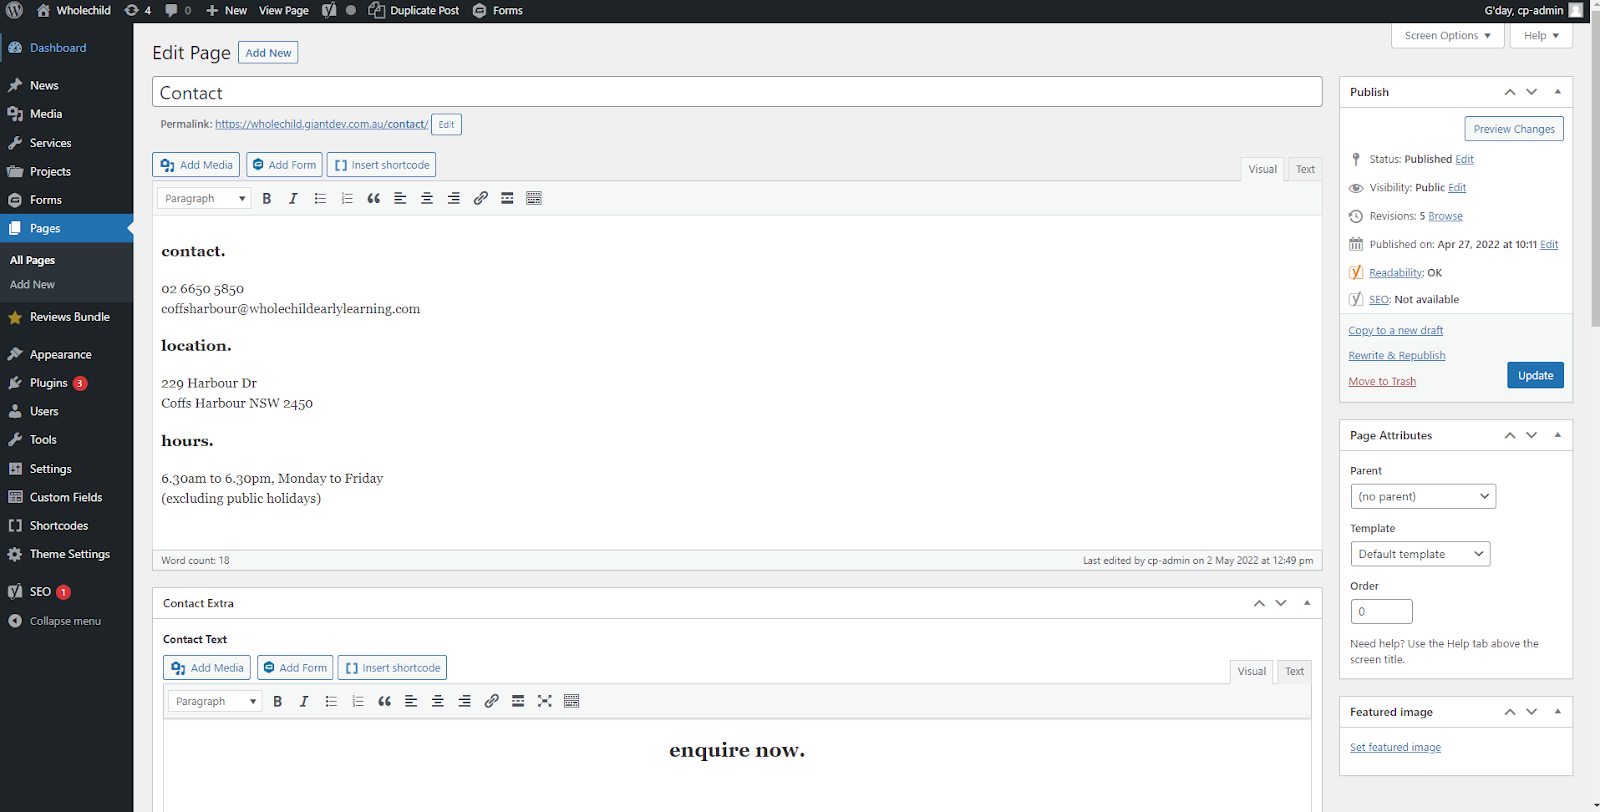 Wholechild 4 0 New View Page Duplicate Post Forms G'day, cp-admin
Dashboard
News
Media
Services
Projects
Forms
Pages
All Pages
Add New
Reviews Bundle
Appearance
Plugins 3
Users
Tools
Settings
Custom Fields
Shortcodes
Theme Settings
SEO 1
Collapse menu
Screen Options Help
Edit Page Add New
Contact
Permalink: https://wholechild.giantdev.com.au/contact/ Edit
Add Media Add Form Insert shortcode
Visual Text
Paragraph B I
contact.
02 6650 5850
coffsharbour@wholechildearlylearning.com
location.
229 Harbour Dr
Coffs Harbour NSW 2450
hours.
6.30am to 6.30pm, Monday to Friday
(excluding public holidays)
Word count: 18 Last edited by cp-admin on 2 May 2022 at 12:49 pm
Contact Extra
Contact Text
Add Media Add Form Insert shortcode
Visual Text
Paragraph B I
enquire now.
Publish
Preview Changes
Status: Published Edit
Visibility: Public Edit
Revisions: 5 Browse
Published on: Apr 27, 2022 at 10:11 Edit
Readability: OK
SEO: Not available
Copy to a new draft
Rewrite & Republish
Move to Trash
Update
Page Attributes
Parent
(no parent)
Template
Default template
Order
0
Need help? Use the Help tab above the
screen title.
Featured image
Set featured image